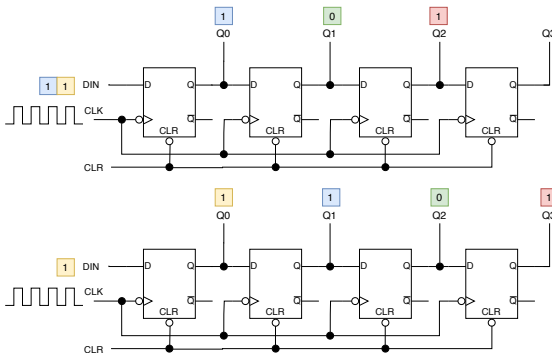 1 0 1
Q0 Q1 Q2 Q3
1 1 DIN D Q D Q D Q D Q
CLK Q Q Q Q
CLR CLR CLR CLR
CLR
1 1 0 1
Q0 Q1 Q2 Q3
1 DIN D Q D Q D Q D Q
CLK Q Q Q Q
CLR CLR CLR CLR
CLR